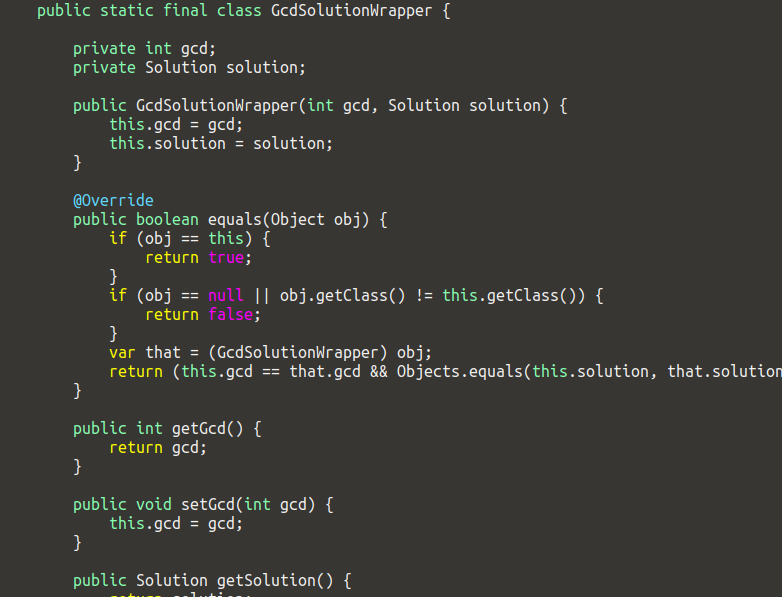 public static final class GcdSolutionWrapper {
private int gcd;
private Solution solution;
public GcdSolutionWrapper(int gcd, Solution solution) {
this.gcd = gcd;
this.solution = solution;
}
@Override
public boolean equals(Object obj) {
if (obj == this) {
return true;
}
if (obj == null || obj.getClass() != this.getClass()) {
return false;
}
var that = (GcdSolutionWrapper) obj;
return (this.gcd == that.gcd && Objects.equals(this.solution, that.solution
}
public int getGcd() {
return gcd;
}
public void setGcd(int gcd) {
this.gcd = gcd;
}
public Solution getSolution() {
return solution;